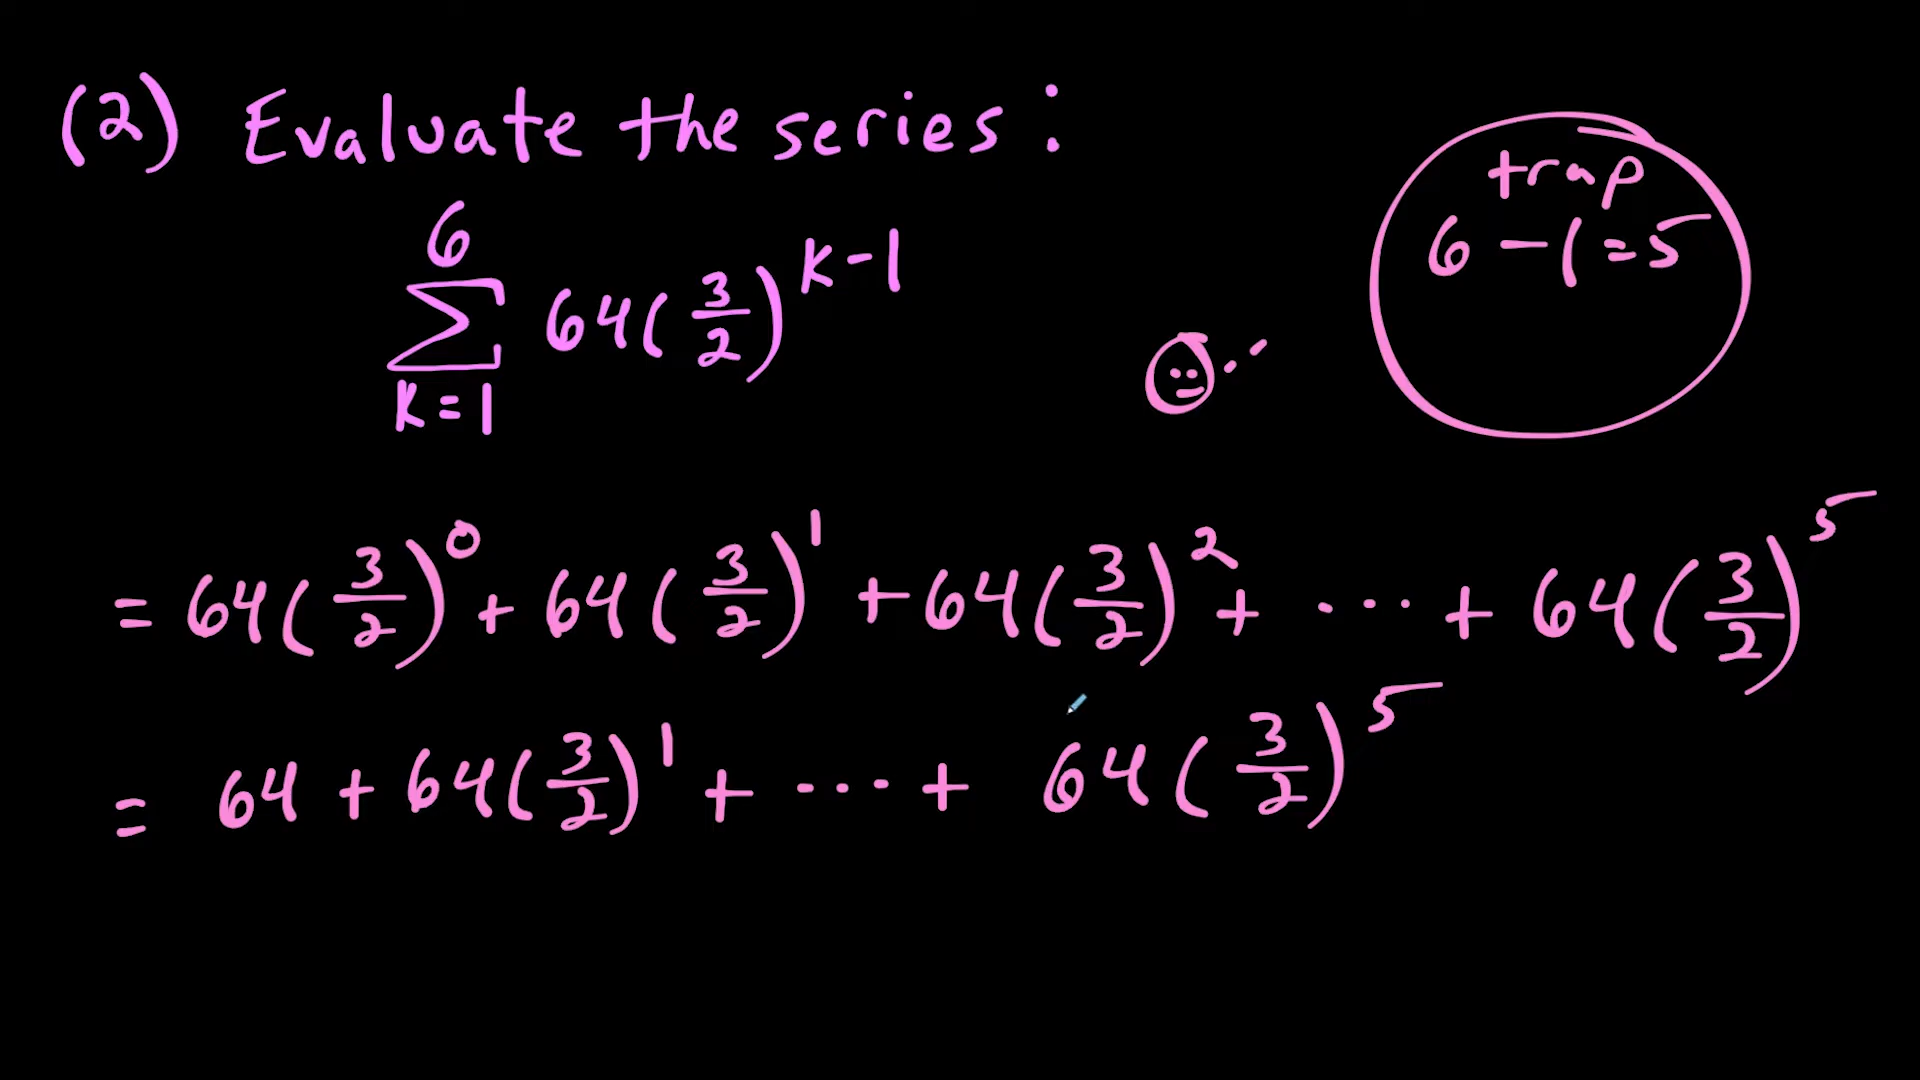 (2) Evaluate the series:
trap
6 - 1 = 5
6
∑ 64(3/2)^(k-1)
k=1
= 64(3/2)^0 + 64(3/2)^1 + 64(3/2)^2 + ... + 64(3/2)^5
= 64 + 64(3/2)^1 + ... + 64(3/2)^5